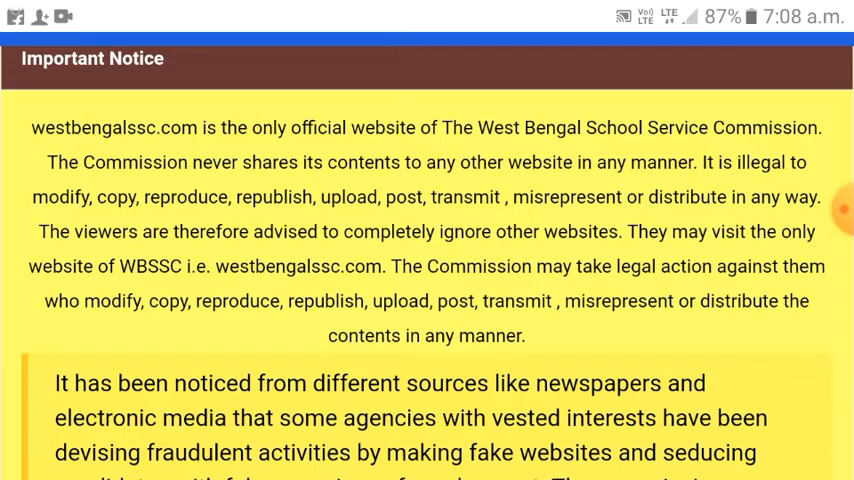 Vo)) LTE LTE 87% 7:08 a.m.
Important Notice
westbengalssc.com is the only official website of The West Bengal School Service Commission.
The Commission never shares its contents to any other website in any manner. It is illegal to
modify, copy, reproduce, republish, upload, post, transmit , misrepresent or distribute in any way.
The viewers are therefore advised to completely ignore other websites. They may visit the only
website of WBSSC i.e. westbengalssc.com. The Commission may take legal action against them
who modify, copy, reproduce, republish, upload, post, transmit , misrepresent or distribute the
contents in any manner.
It has been noticed from different sources like newspapers and
electronic media that some agencies with vested interests have been
devising fraudulent activities by making fake websites and seducing